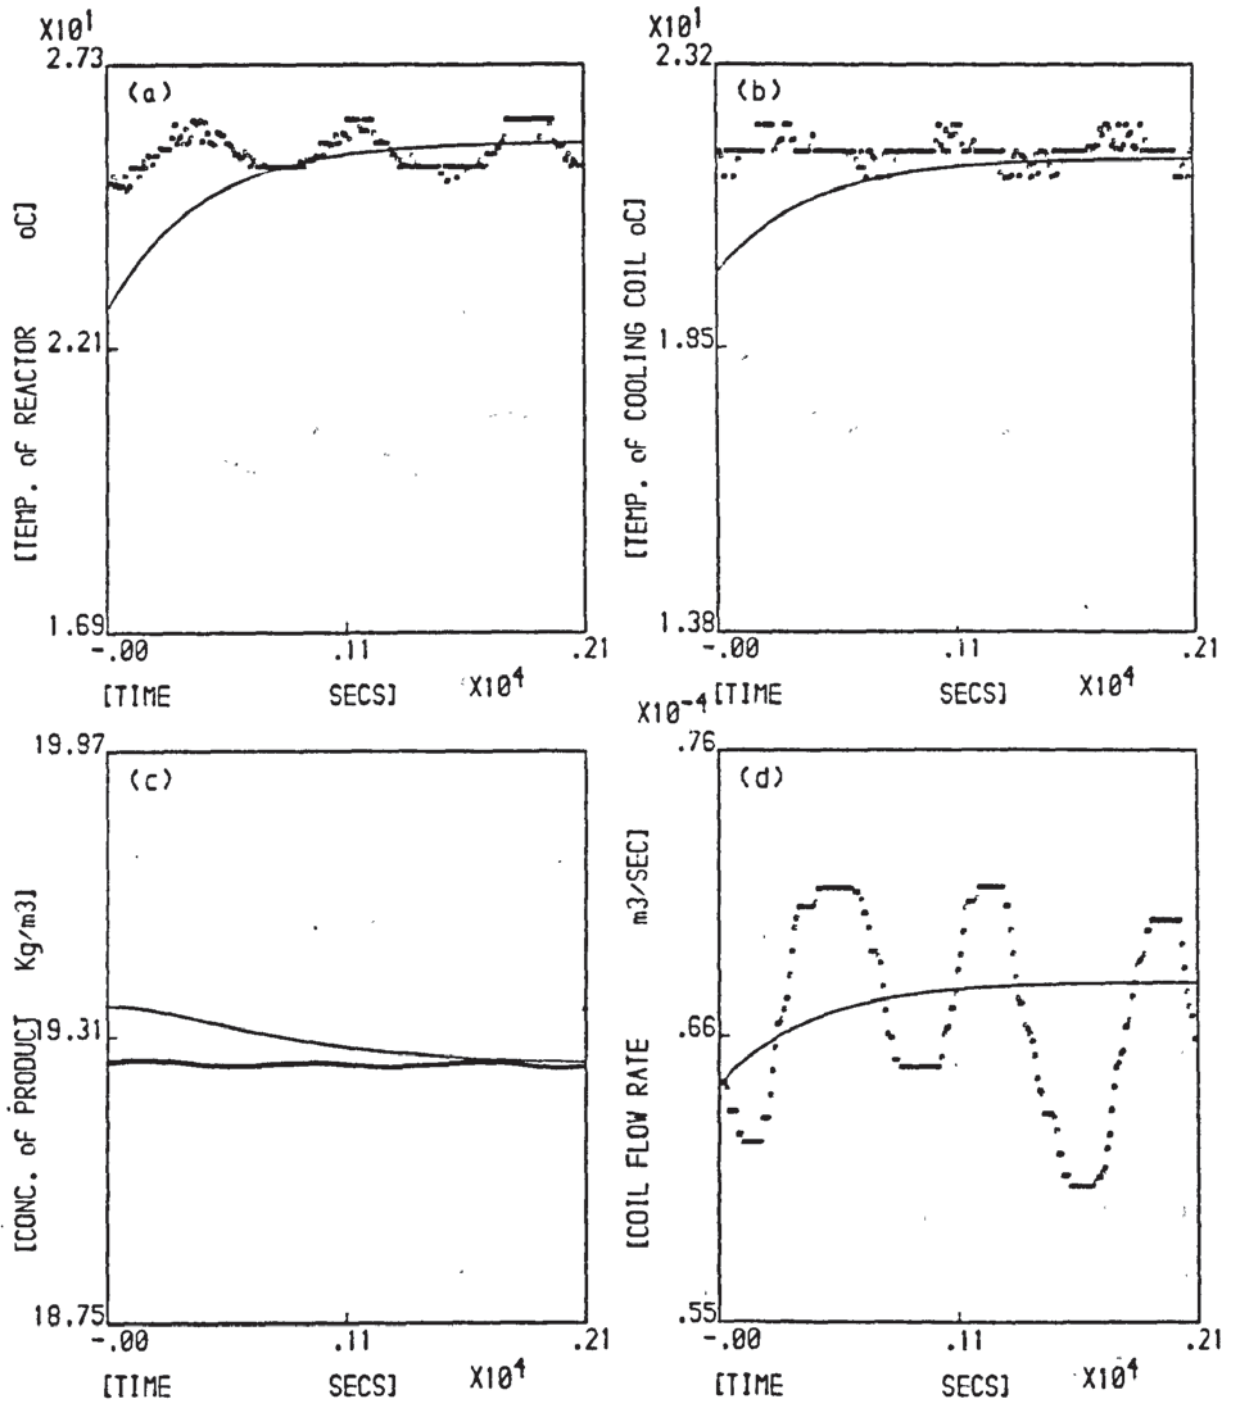 X10¹
2.73
(a)
[TEMP. of REACTOR oC]
2.21
1.69
-.00 .11 .21
[TIME SECS] X10⁴
X10¹
2.32
(b)
[TEMP. of COOLING COIL oC]
1.85
1.38
-.00 .11 .21
[TIME SECS] X10⁴
19.97
(c)
[CONC. of PRODUCT Kg/m3]
19.31
18.75
-.00 .11 .21
[TIME SECS] X10⁴
X10⁻⁴
.76
(d)
[COIL FLOW RATE m3/SEC]
.66
.55
-.00 .11 .21
[TIME SECS] X10⁴